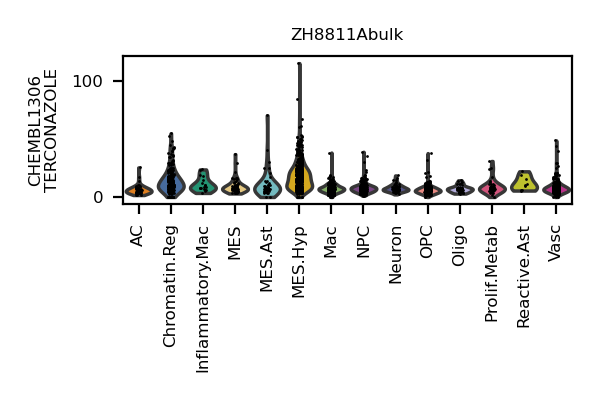 ZH8811Abulk
CHEMBL1306
TERCONAZOLE
100
0
AC
Chromatin.Reg
Inflammatory.Mac
MES
MES.Ast
MES.Hyp
Mac
NPC
Neuron
OPC
Oligo
Prolif.Metab
Reactive.Ast
Vasc